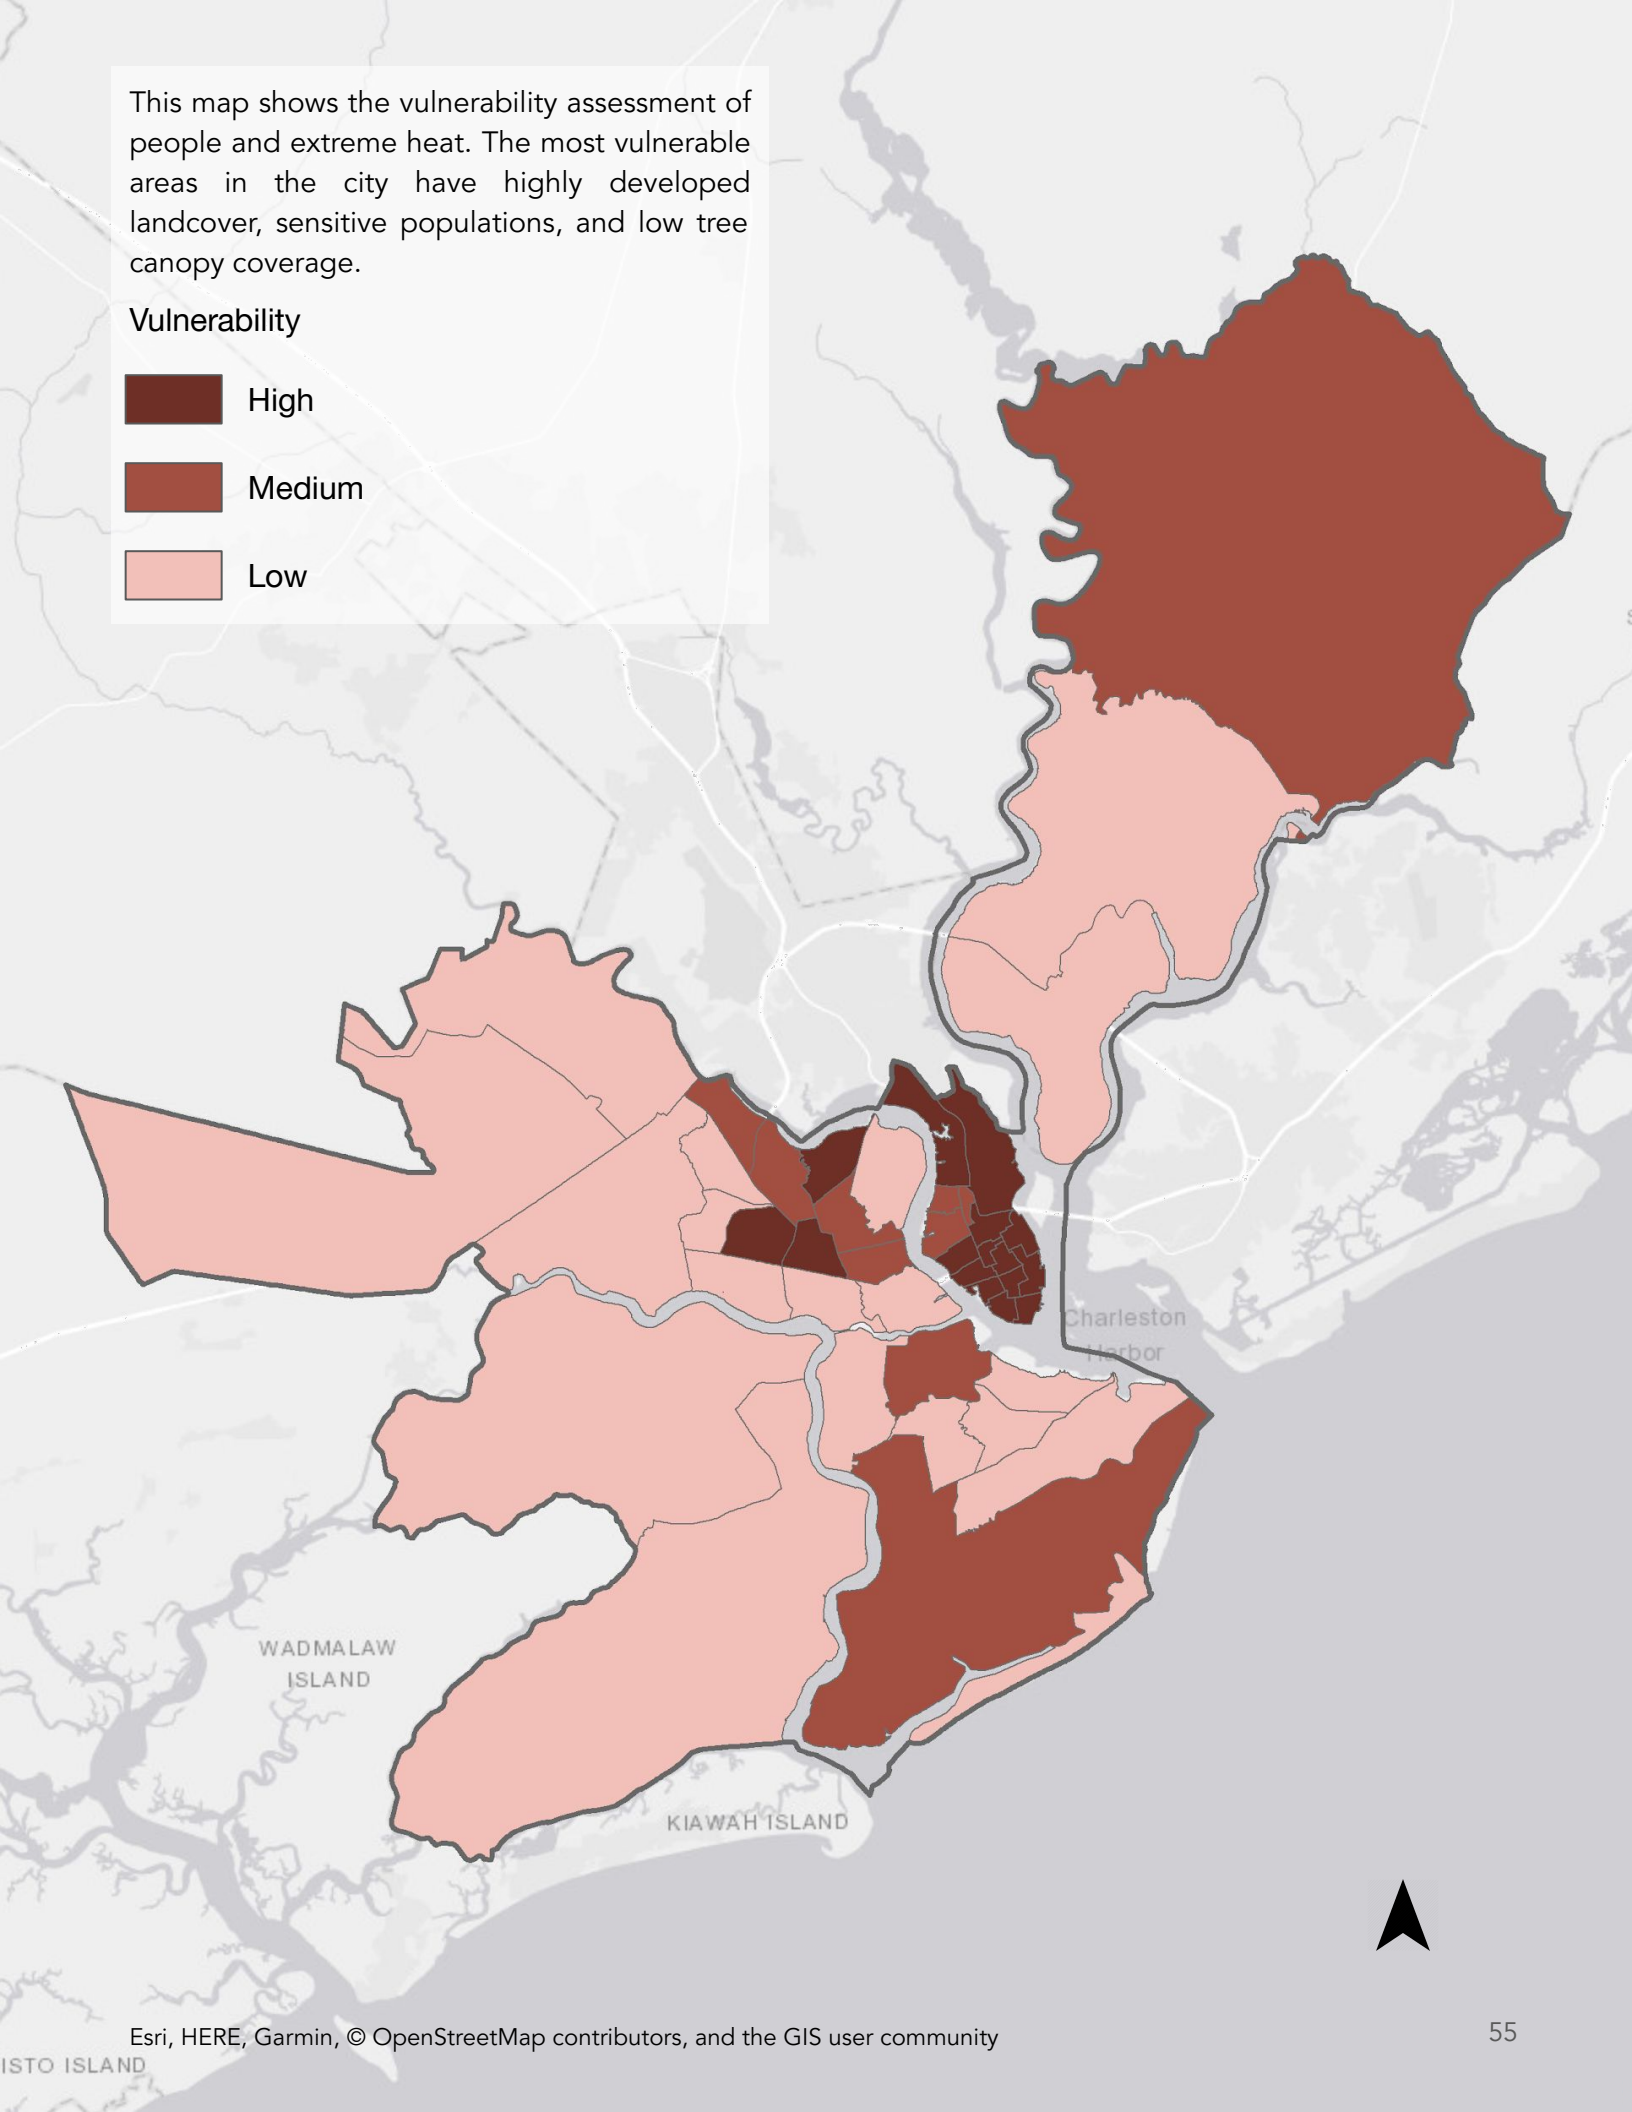 This map shows the vulnerability assessment of
people and extreme heat. The most vulnerable
areas in the city have highly developed
landcover, sensitive populations, and low tree
canopy coverage.
Vulnerability
High
Medium
Low
Charleston
Harbor
WADMALAW
ISLAND
KIAWAH ISLAND
Esri, HERE, Garmin, © OpenStreetMap contributors, and the GIS user community
55
ISTO ISLAND